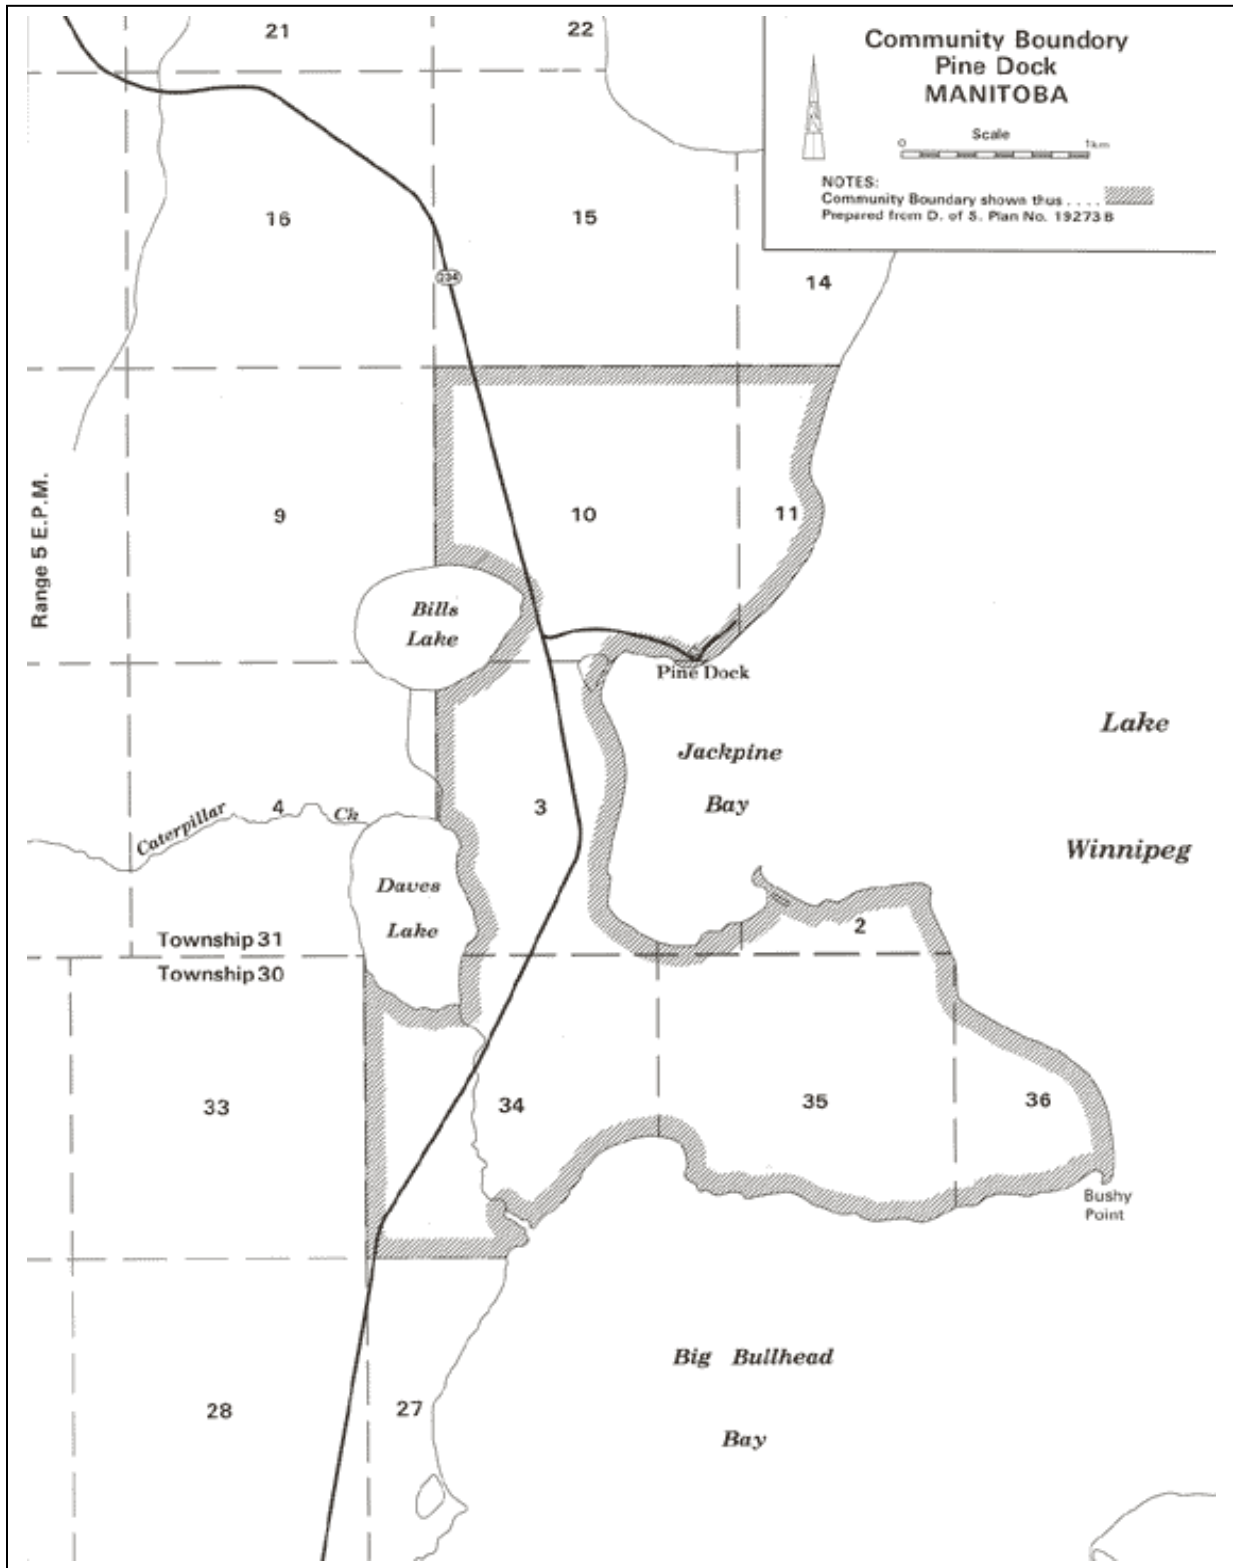 21
22
Community Boundory
Pine Dock
MANITOBA
Scale
0 1km
NOTES:
Community Boundary shown thus . . . .
Prepared from D. of S. Plan No. 19273 B
16
15
234
14
Range 5 E.P.M.
9
10
11
Bills
Lake
Pine Dock
Jackpine
Bay
Lake
Winnipeg
Caterpillar
4
Ck
3
Daves
Lake
2
Township 31
Township 30
33
34
35
36
Bushy
Point
Big Bullhead
Bay
28
27